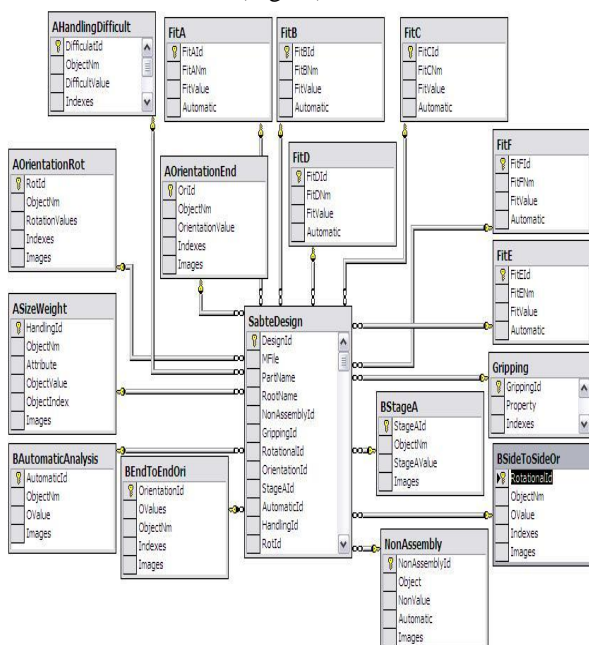 AHandlingDifficult
DifficulatId
ObjectNm
DifficultValue
Indexes
FitA
FitAId
FitANm
FitValue
Automatic
FitB
FitBId
FitBNm
FitValue
Automatic
FitC
FitCId
FitCNm
FitValue
Automatic
FitF
FitFId
FitFNm
FitValue
Automatic
AOrientationRot
RotId
ObjectNm
RotationValues
Indexes
Images
AOrientationEnd
OriId
ObjectNm
OrientationValue
Indexes
Images
FitD
FitDId
FitDNm
FitValue
Automatic
FitE
FitEId
FitENm
FitValue
Automatic
ASizeWeight
HandingId
ObjectNm
Attribute
ObjectValue
ObjectIndex
Images
SabteDesign
DesignId
MFile
PartName
RootName
NonAssemblyId
GrippingId
RotationalId
OrientationId
StageAId
AutomaticId
HandlingId
RotId
Gripping
GrippingId
Property
Indexes
BStageA
StageAId
ObjectNm
StageAValue
Images
BAutomaticAnalysis
AutomaticId
ObjectNm
OValue
Images
BEndToEndOri
OrientationId
OValues
ObjectNm
Indexes
Images
BSideToSideOr
RotationalId
ObjectNm
OValue
Indexes
Images
NonAssembly
NonAssemblyId
Object
NonValue
Automatic
Images